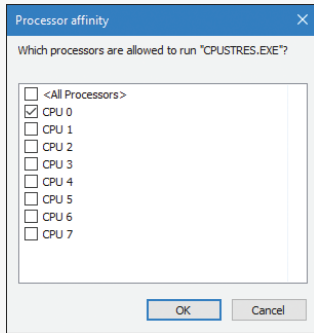 Processor affinity
Which processors are allowed to run "CPUSTRES.EXE"?
<All Processors>
CPU 0
CPU 1
CPU 2
CPU 3
CPU 4
CPU 5
CPU 6
CPU 7
OK Cancel